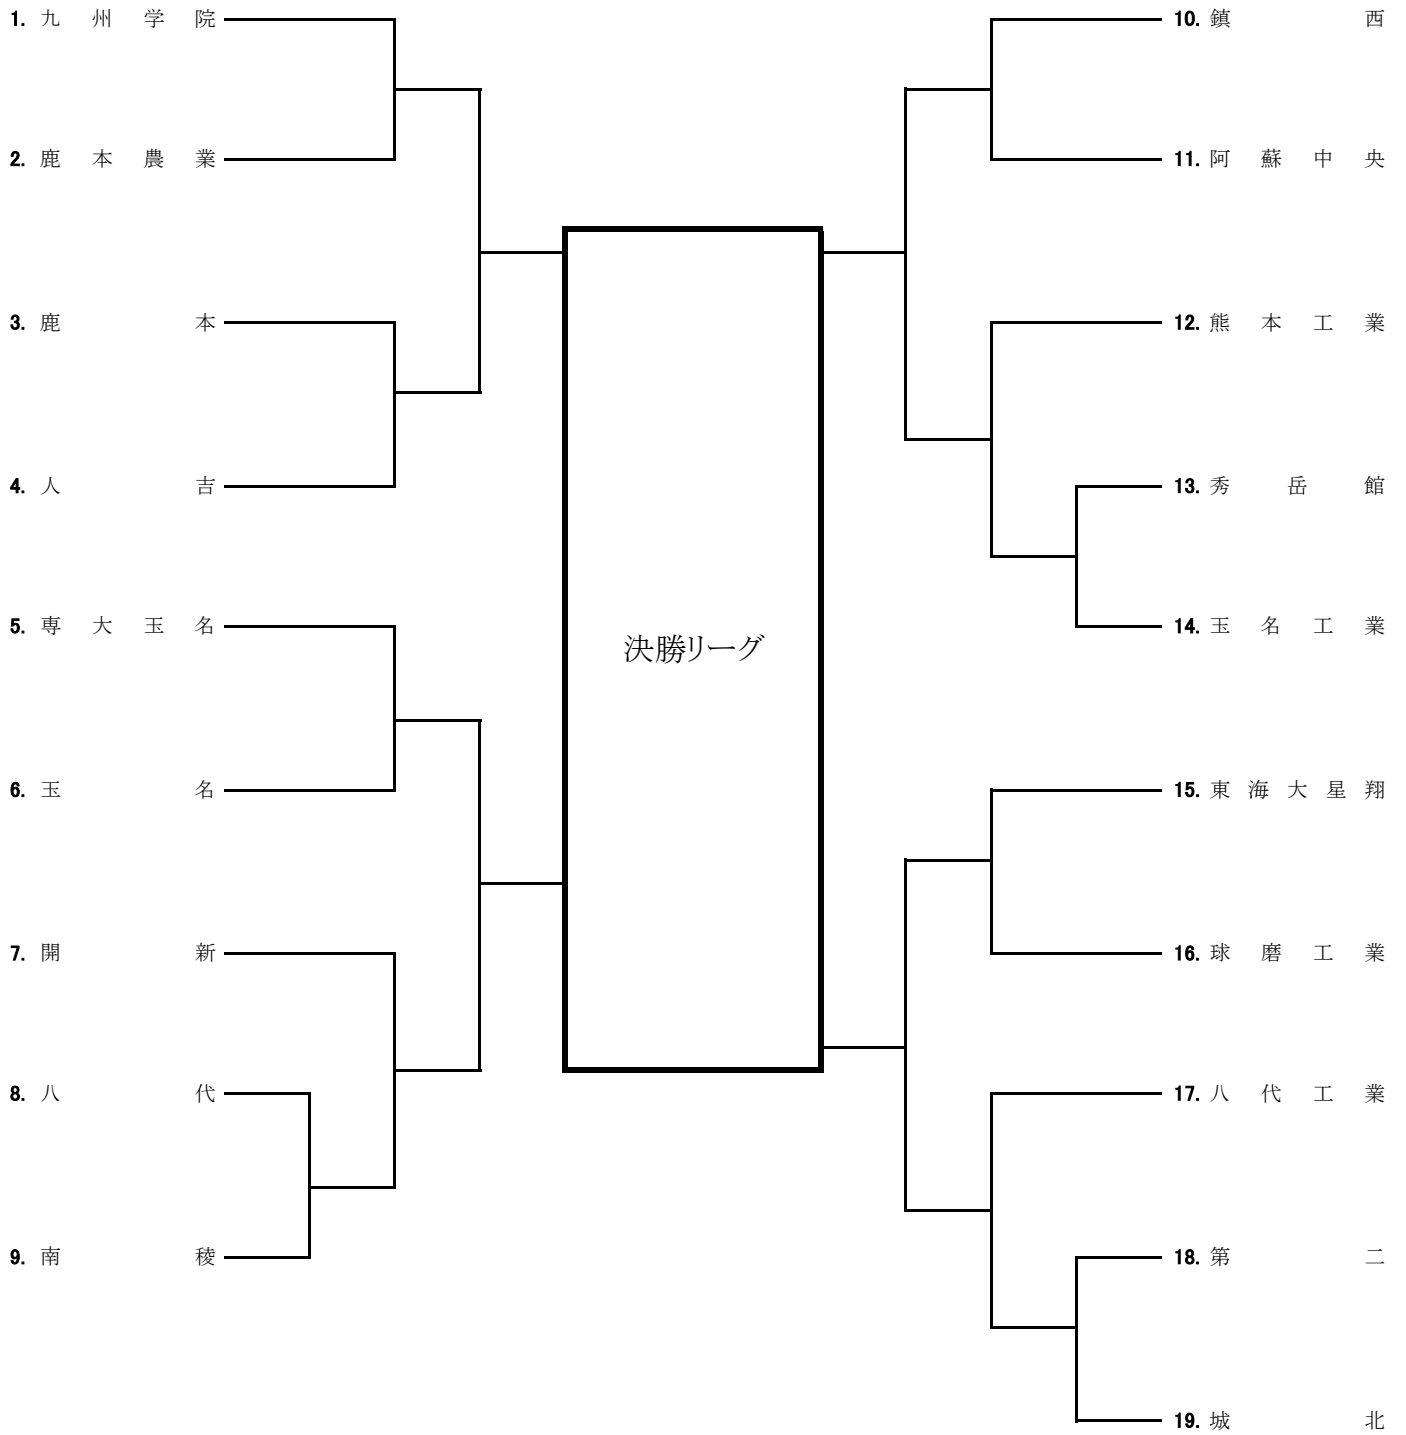 1. 九州学院
2. 鹿本農業
3. 鹿本
4. 人吉
5. 専大玉名
6. 玉名
7. 開新
8. 八代
9. 南稜
決勝リーグ
10. 鎮西
11. 阿蘇中央
12. 熊本工業
13. 秀岳館
14. 玉名工業
15. 東海大星翔
16. 球磨工業
17. 八代工業
18. 第二
19. 城北